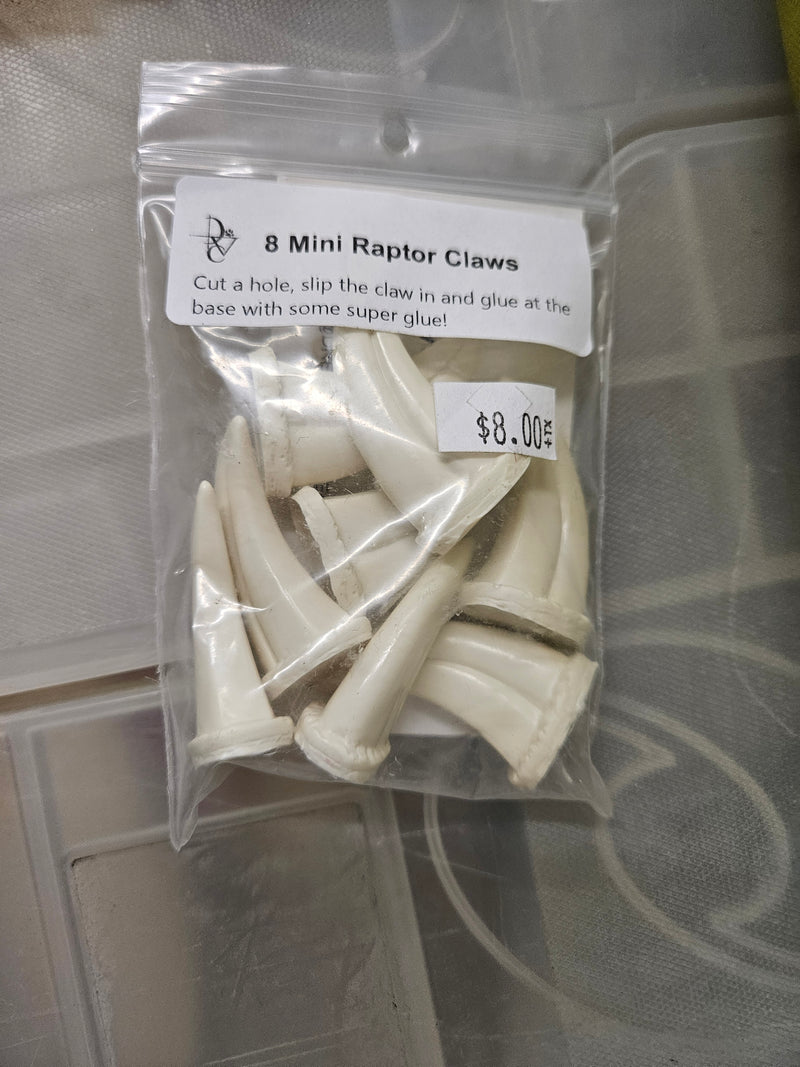 8 Mini Raptor Claws
Cut a hole, slip the claw in and glue at the
base with some super glue!
$8.00
+TX